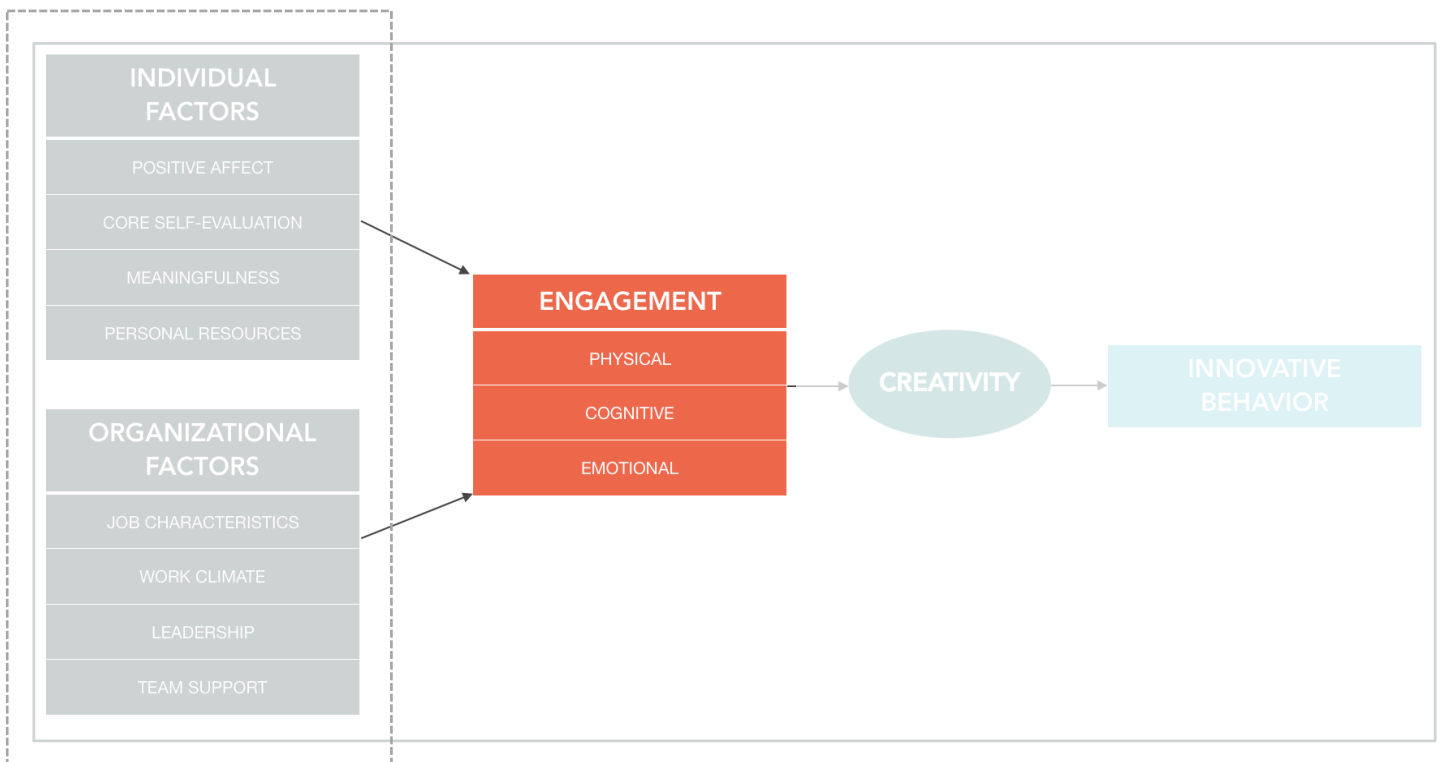 INDIVIDUAL
FACTORS
POSITIVE AFFECT
CORE SELF-EVALUATION
MEANINGFULNESS
PERSONAL RESOURCES
ORGANIZATIONAL
FACTORS
JOB CHARACTERISTICS
WORK CLIMATE
LEADERSHIP
TEAM SUPPORT
ENGAGEMENT
PHYSICAL
COGNITIVE
EMOTIONAL
CREATIVITY
INNOVATIVE
BEHAVIOR